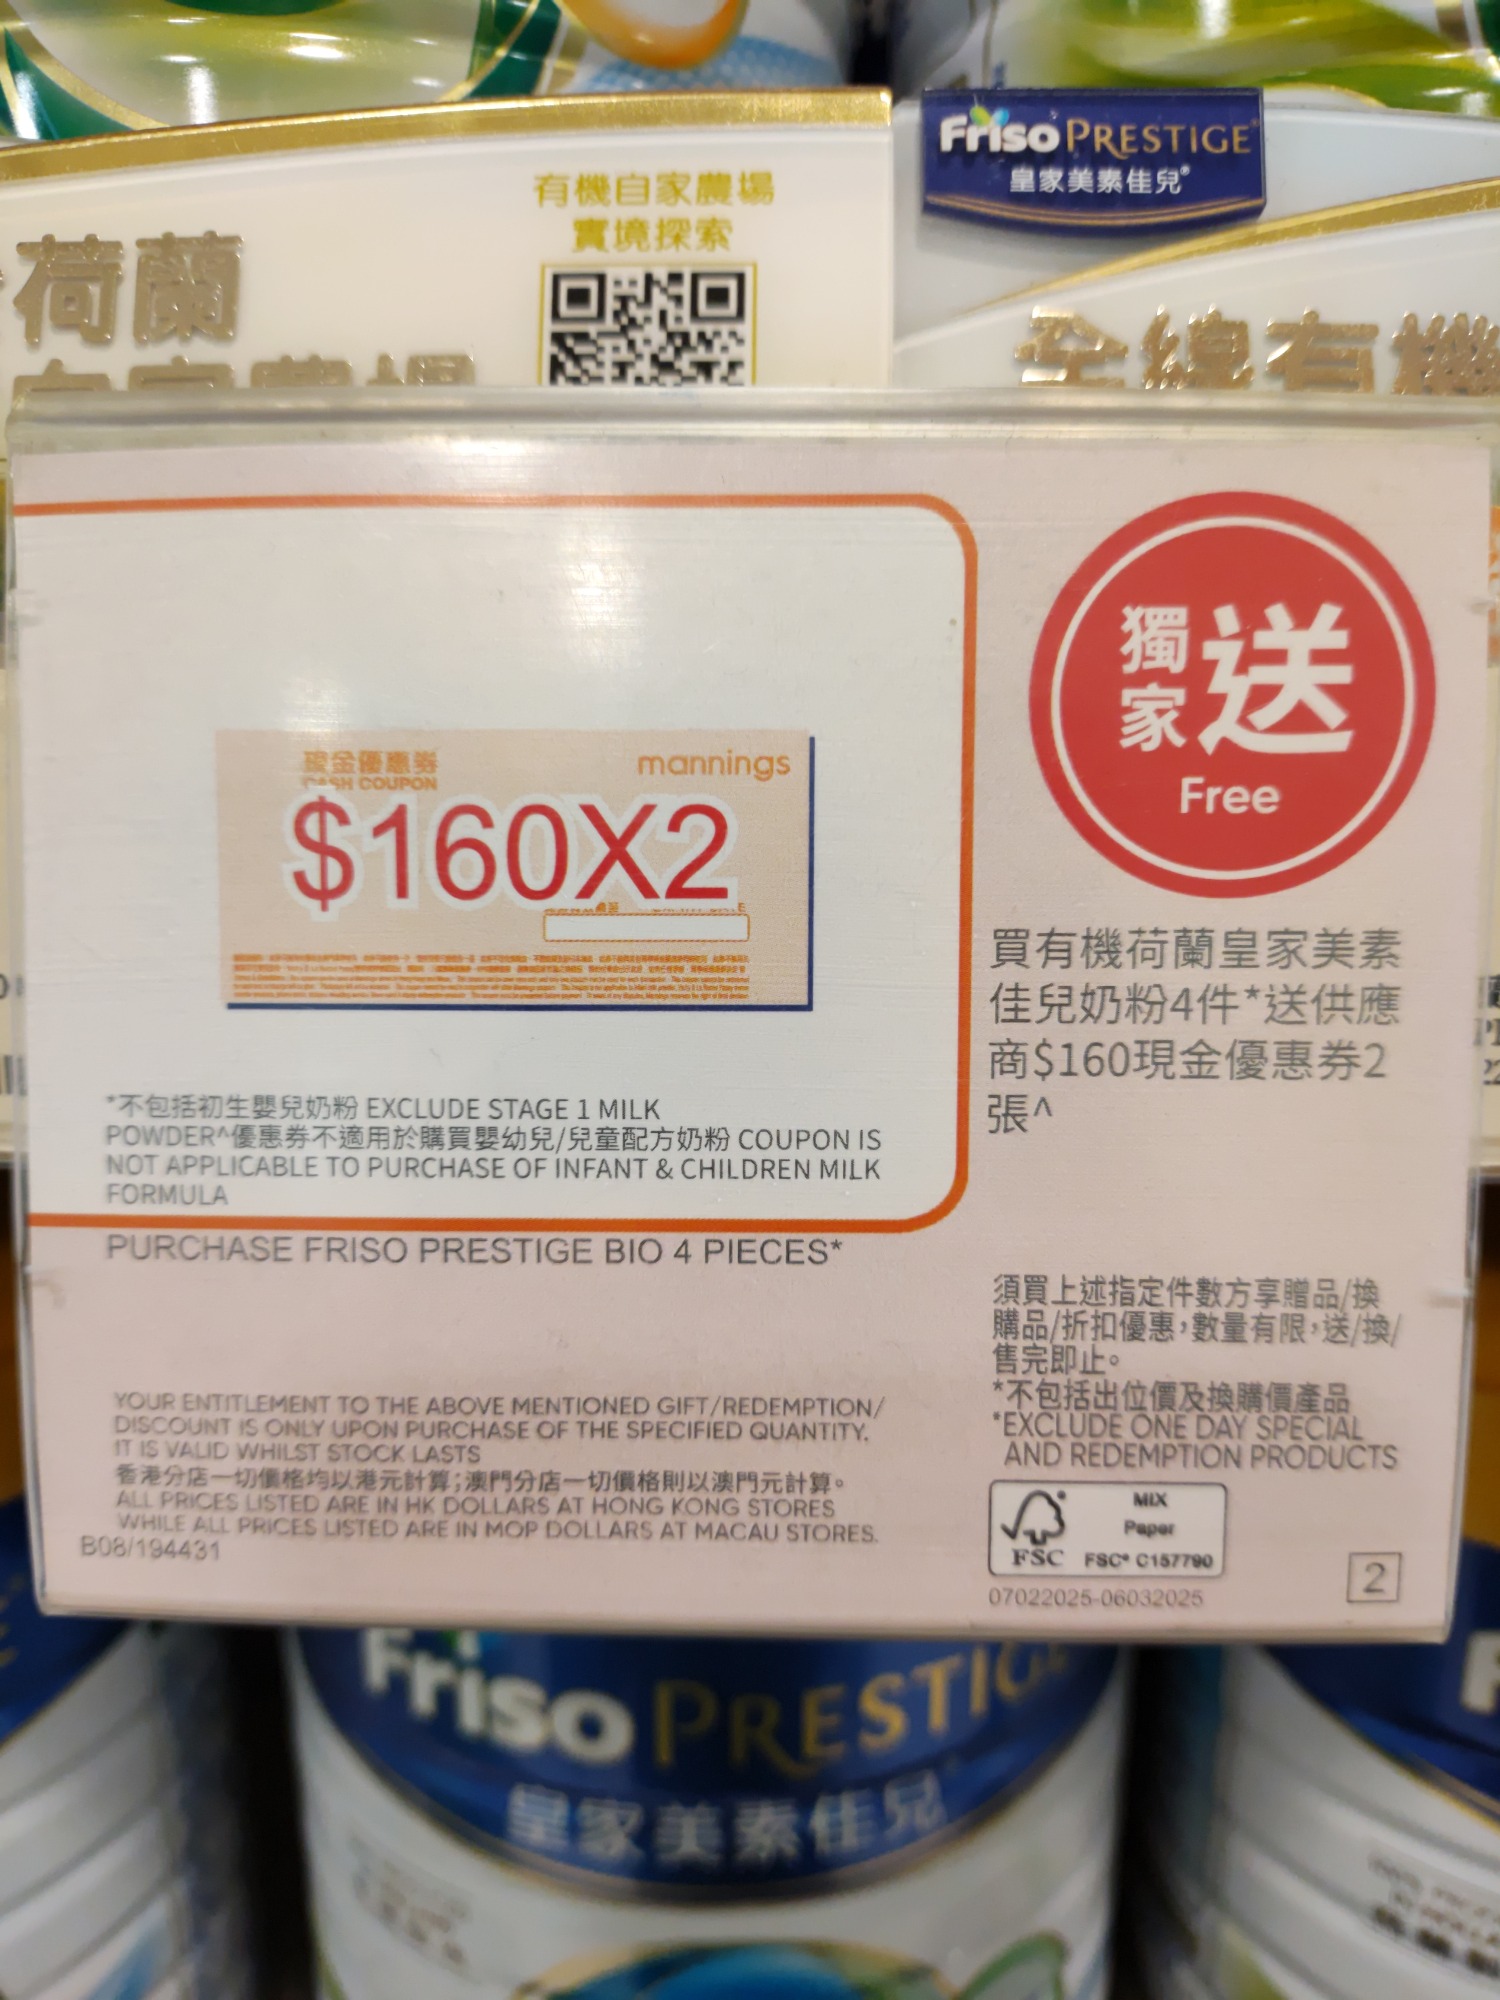 有機自家農場
實境探索
荷蘭
Friso PRESTIGE
皇家美素佳兒®
全線有機
獨家送
Free
現金優惠券
CASH COUPON
mannings
$160X2
買有機荷蘭皇家美素
佳兒奶粉4件*送供應
商$160現金優惠券2
張^
*不包括初生嬰兒奶粉 EXCLUDE STAGE 1 MILK
POWDER^優惠券不適用於購買嬰幼兒/兒童配方奶粉 COUPON IS
NOT APPLICABLE TO PURCHASE OF INFANT & CHILDREN MILK
FORMULA
PURCHASE FRISO PRESTIGE BIO 4 PIECES*
須買上述指定件數方享贈品/換
購品/折扣優惠,數量有限,送/換/
售完即止。
*不包括出位價及換購價產品
*EXCLUDE ONE DAY SPECIAL
AND REDEMPTION PRODUCTS
YOUR ENTITLEMENT TO THE ABOVE MENTIONED GIFT/REDEMPTION/
DISCOUNT IS ONLY UPON PURCHASE OF THE SPECIFIED QUANTITY.
IT IS VALID WHILST STOCK LASTS
香港分店一切價格均以港元計算;澳門分店一切價格則以澳門元計算。
ALL PRICES LISTED ARE IN HK DOLLARS AT HONG KONG STORES
WHILE ALL PRICES LISTED ARE IN MOP DOLLARS AT MACAU STORES.
B08/194431
MIX
Paper
FSC FSC® C157790
07022025-06032025
2
Friso PRESTIGE
皇家美素佳兒